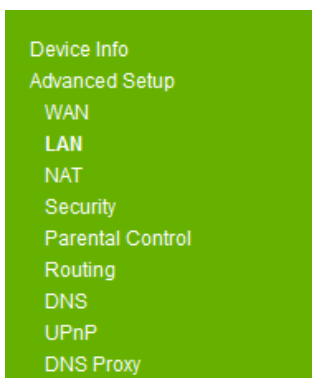 Device Info
Advanced Setup
WAN
LAN
NAT
Security
Parental Control
Routing
DNS
UPnP
DNS Proxy